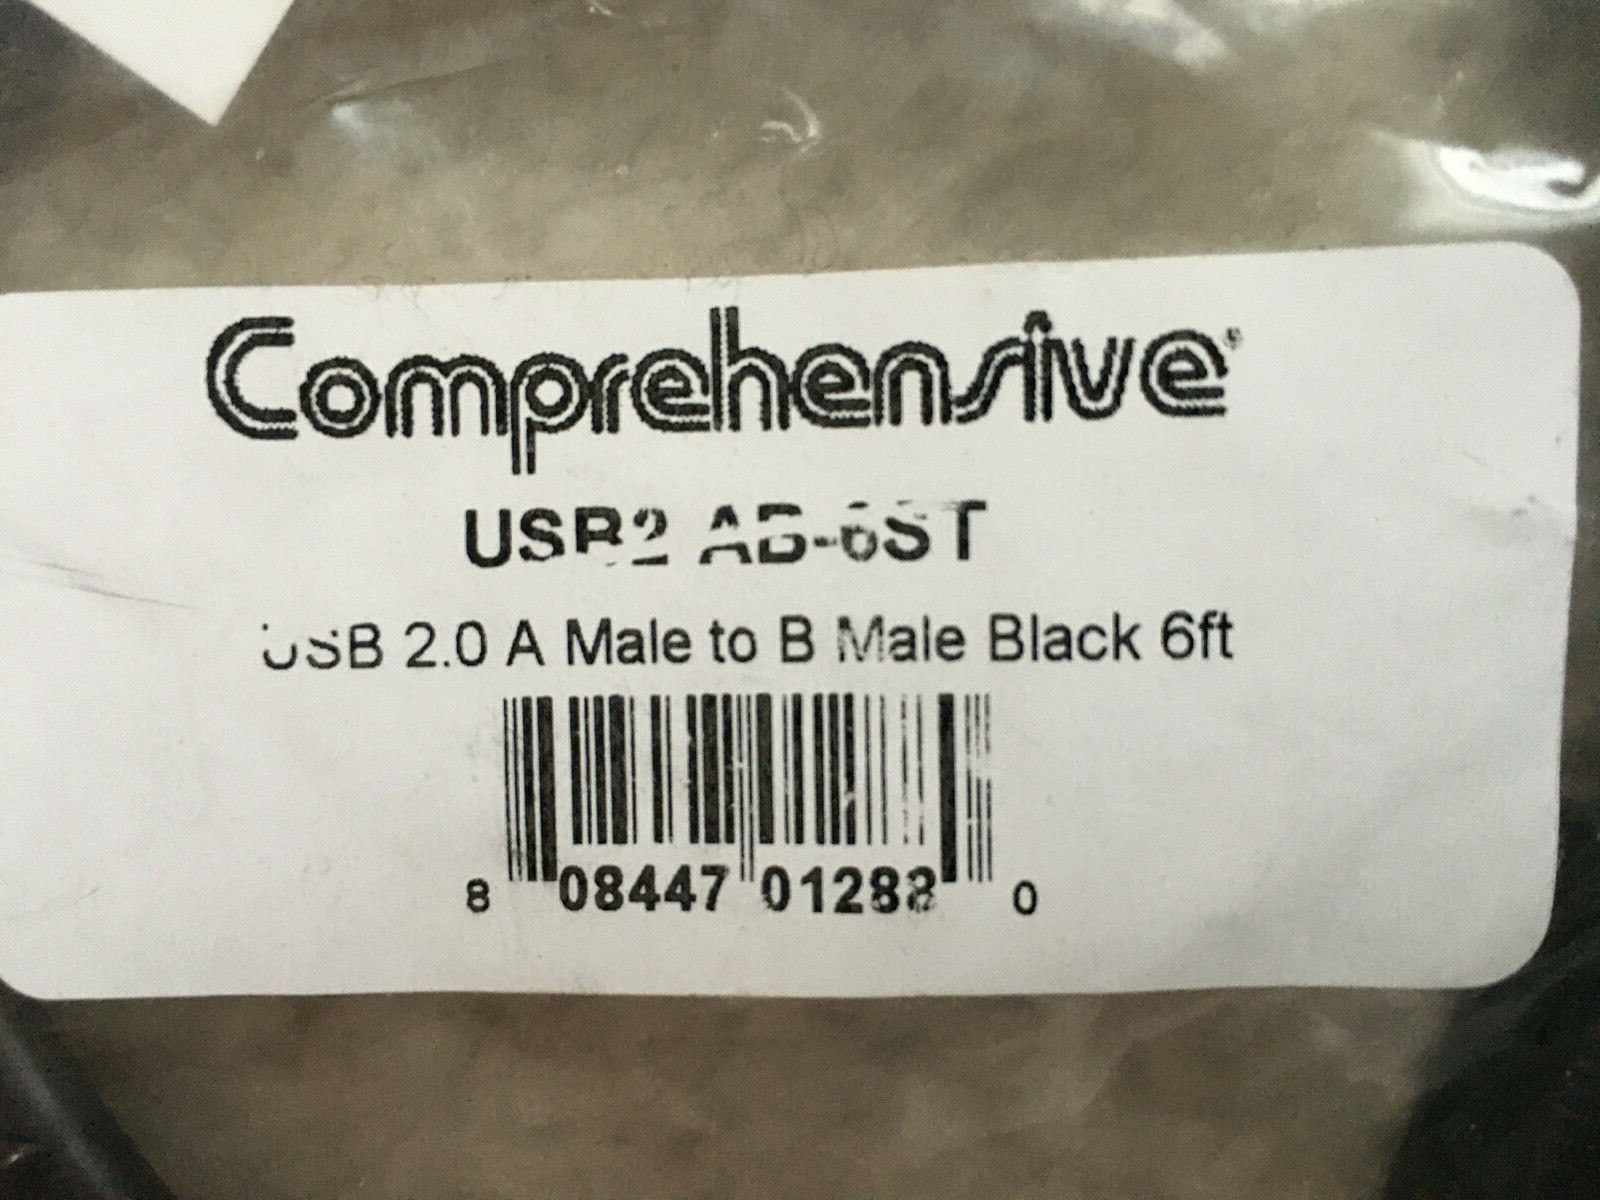 Comprehensive®
USB2 AB-6ST
USB 2.0 A Male to B Male Black 6ft
8 08447 01288 0